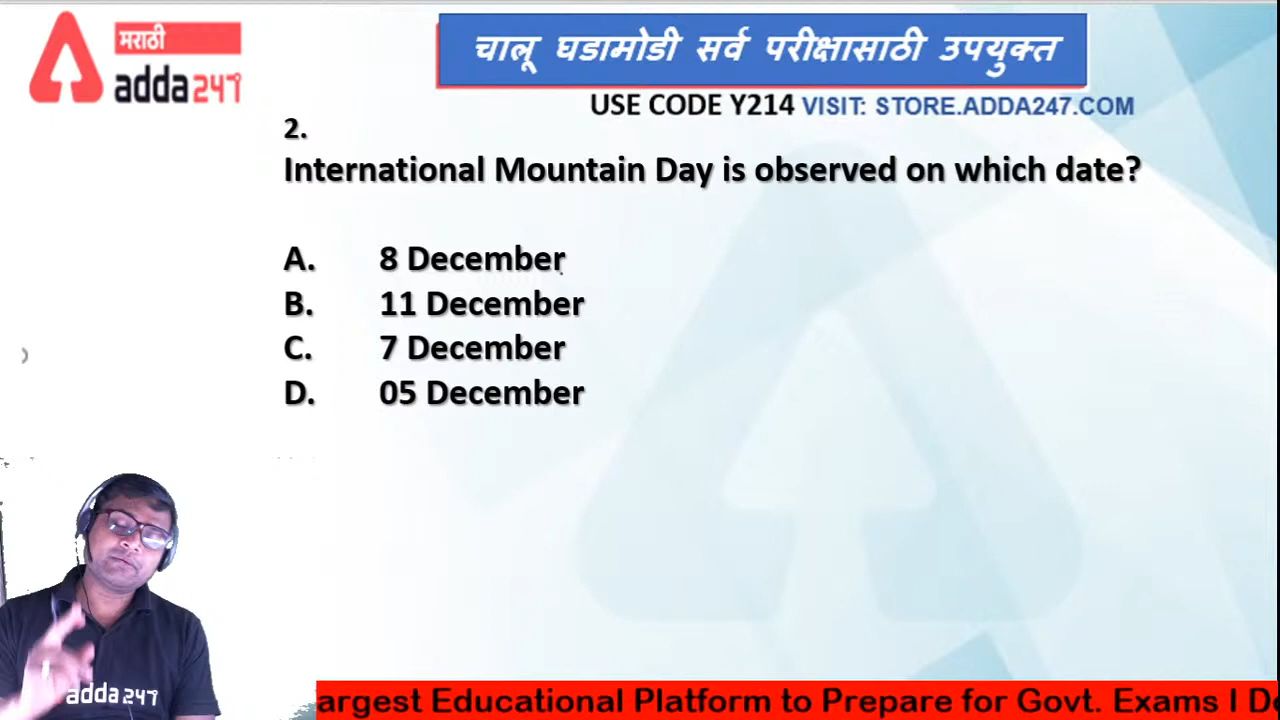 मराठी
adda247
चालू घडामोडी सर्व परीक्षासाठी उपयुक्त
USE CODE Y214 VISIT: STORE.ADDA247.COM
2.
International Mountain Day is observed on which date?
A. 8 December
B. 11 December
C. 7 December
D. 05 December
adda247
argest Educational Platform to Prepare for Govt. Exams I D